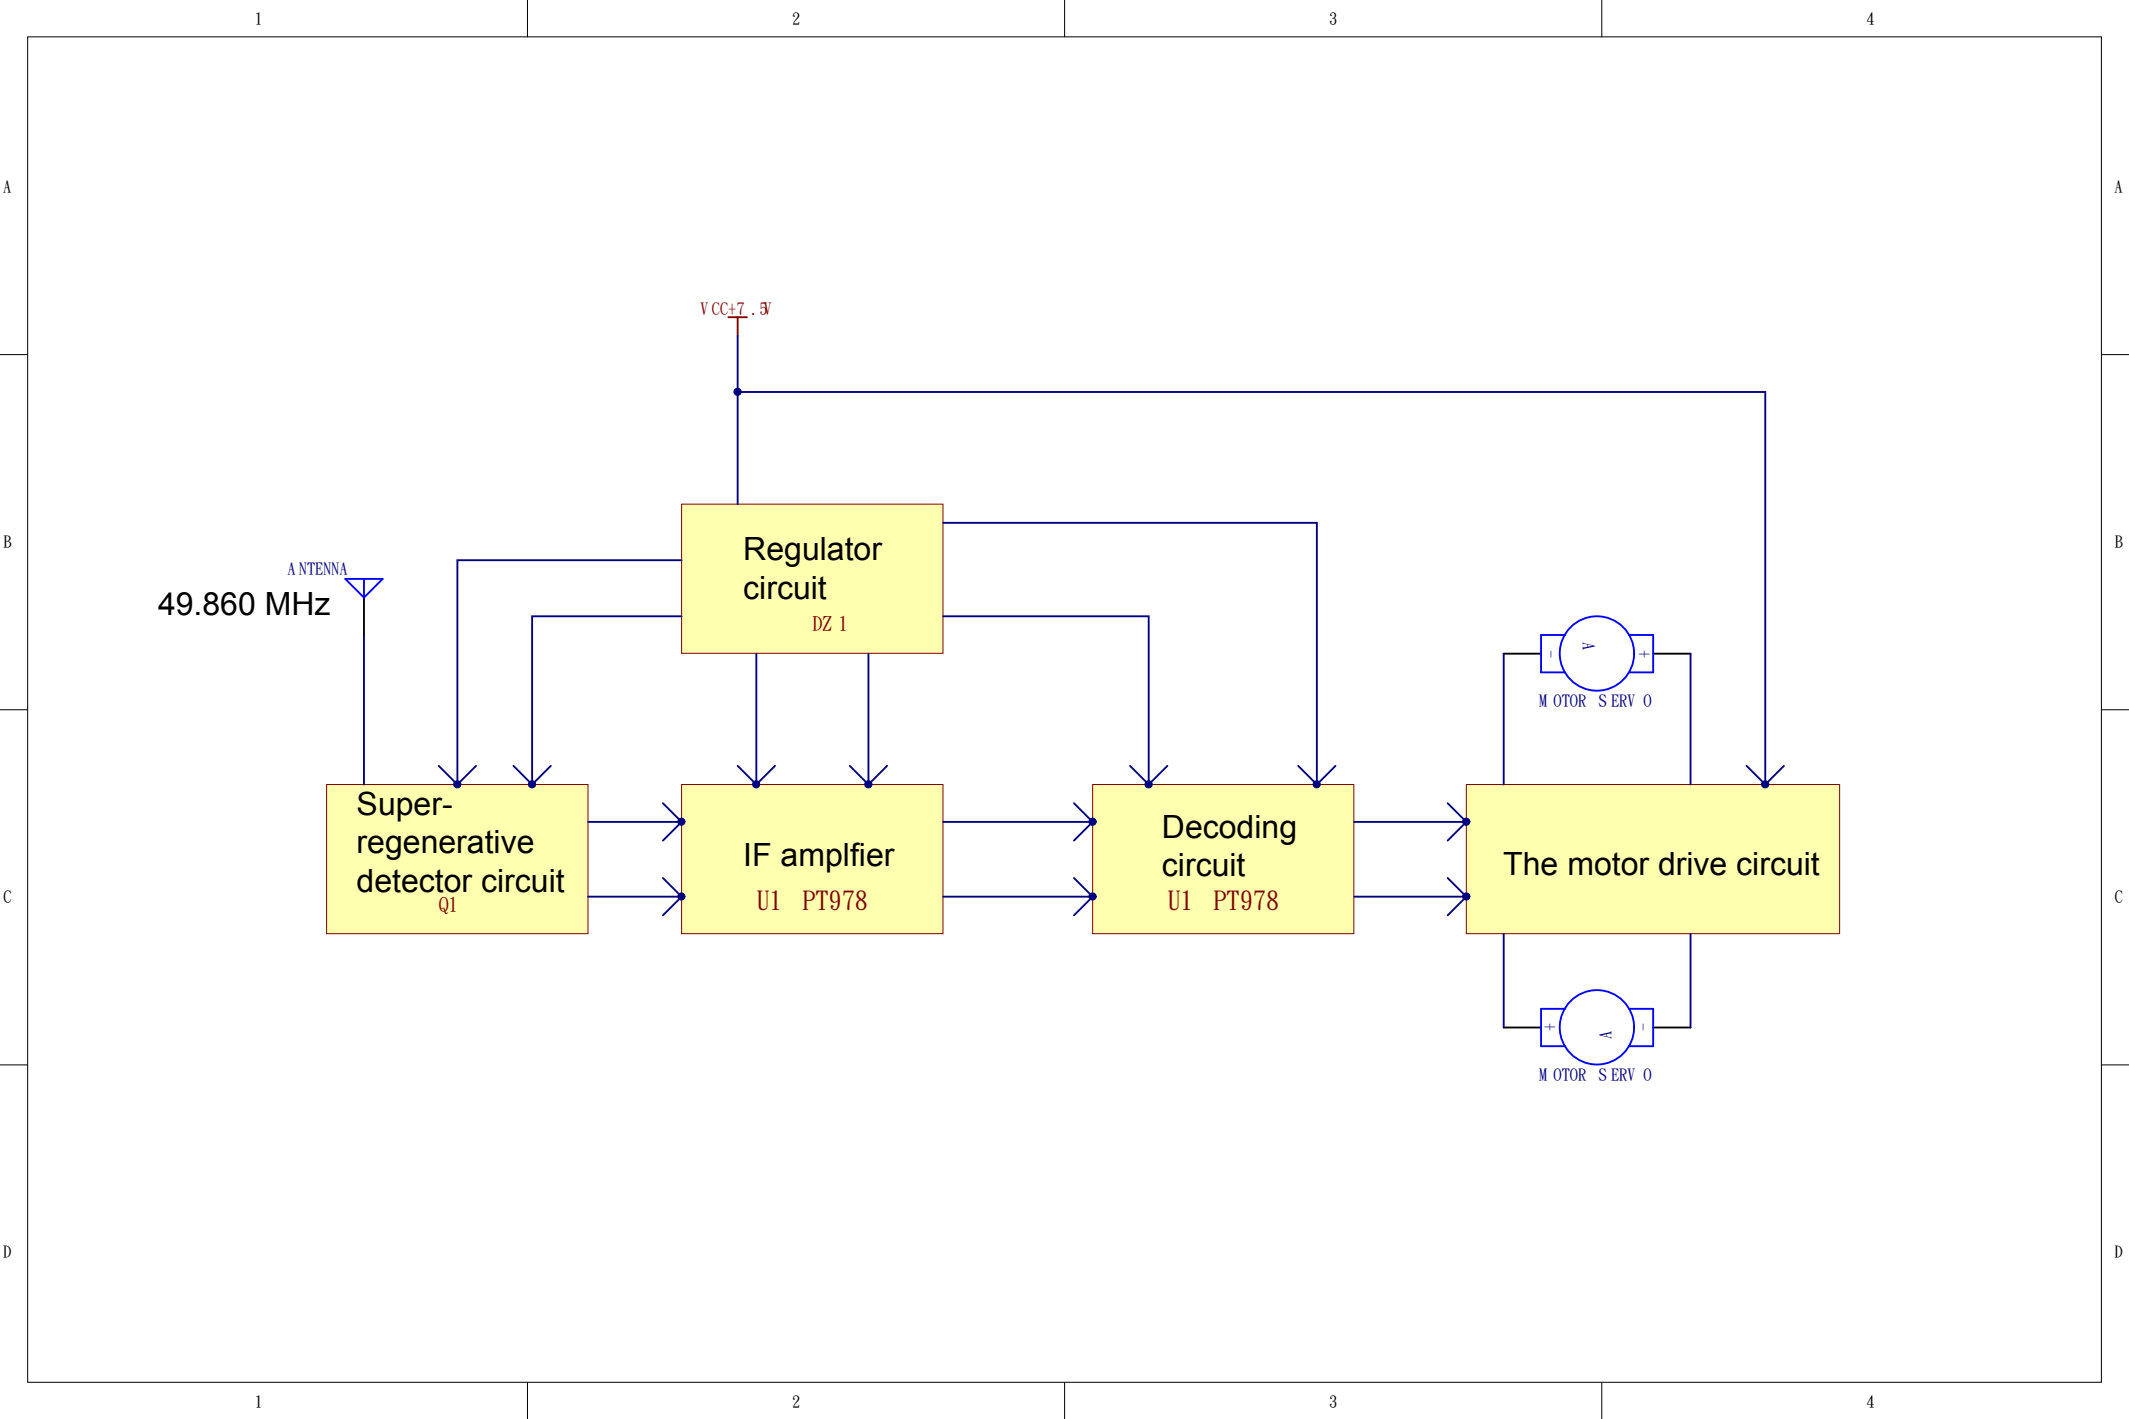 1 2 3 4
A A
VCC+7.5V
B B
Regulator
circuit
DZ1
ANTENNA
49.860 MHz
MOTOR SERVO
A
- +
Super-
regenerative
detector circuit
Q1
IF amplfier
U1 PT978
Decoding
circuit
U1 PT978
The motor drive circuit
C C
+ -
A
MOTOR SERVO
D D
1 2 3 4